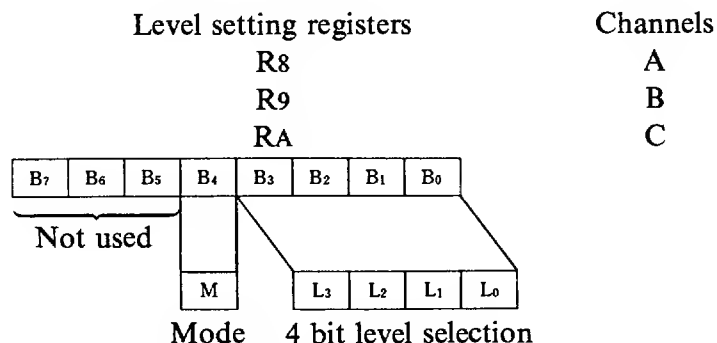 Level setting registers Channels
R8 A
R9 B
RA C
B7 B6 B5 B4 B3 B2 B1 B0
Not used
M L3 L2 L1 L0
Mode 4 bit level selection